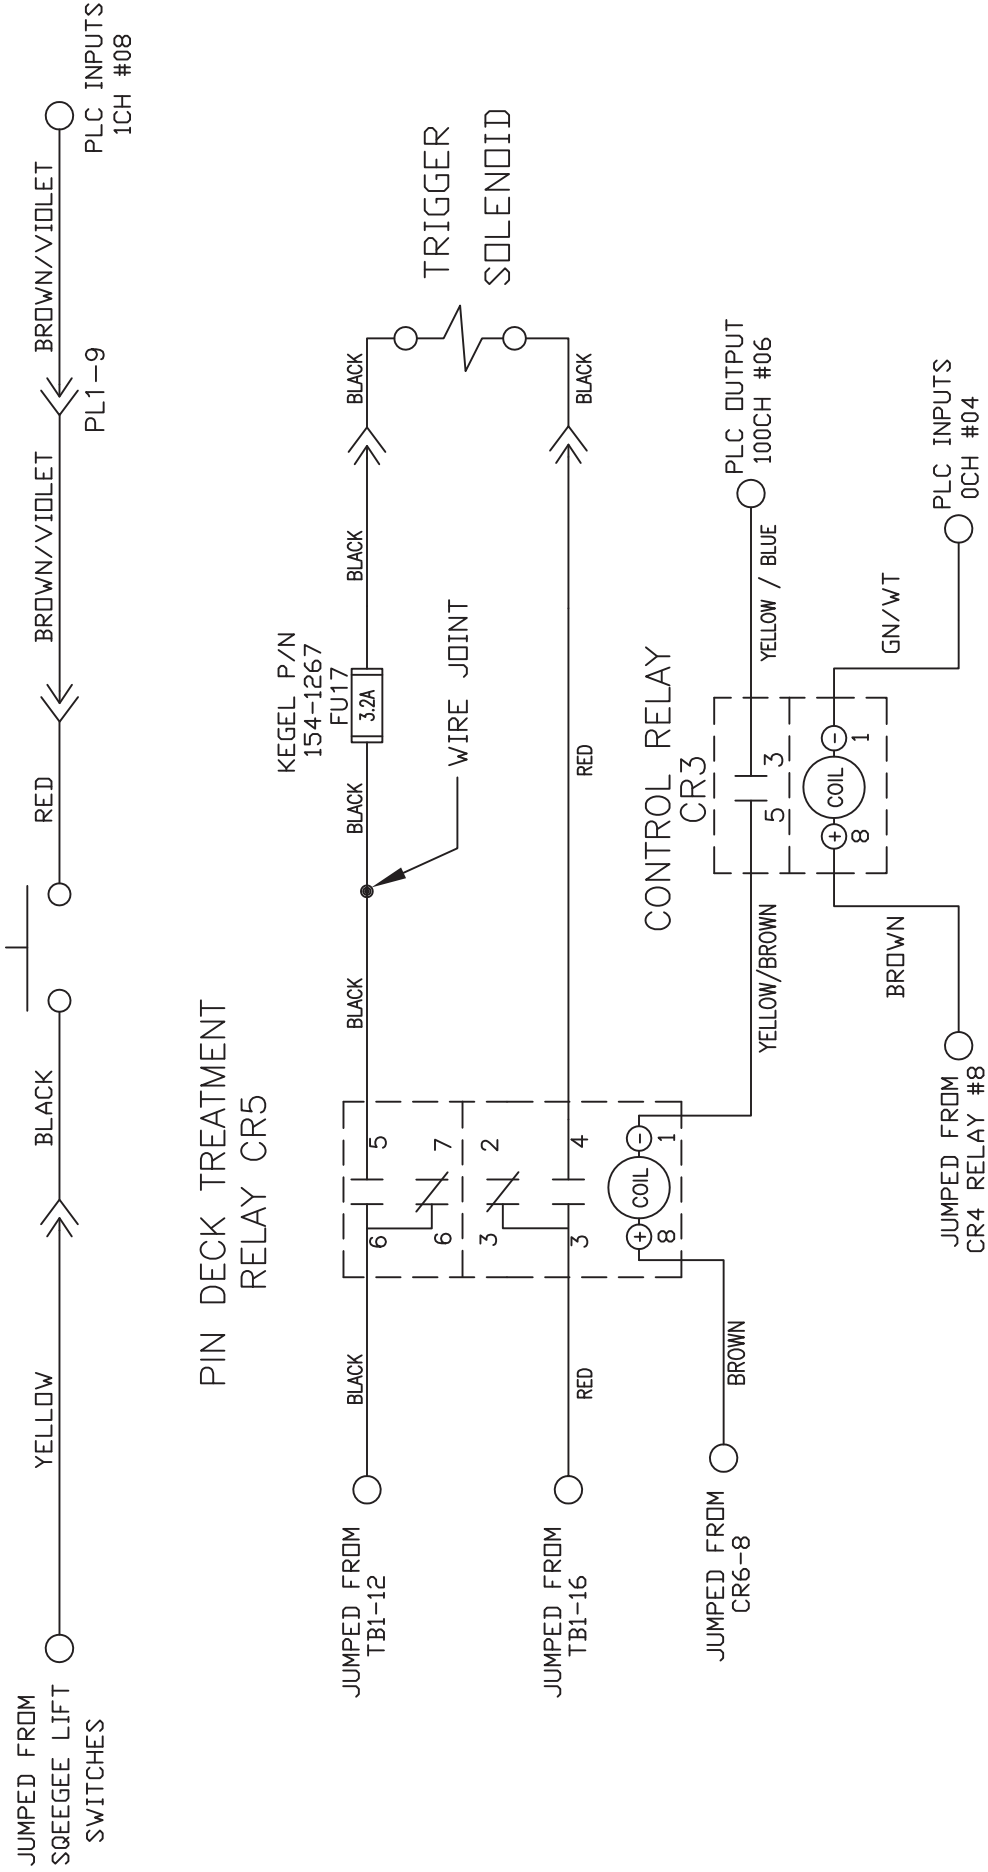 JUMPED FROM
SQEEGEE LIFT
SWITCHES
YELLOW
BLACK
RED
BROWN/VIOLET
PL1-9
BROWN/VIOLET
PLC INPUTS
1CH #08
PIN DECK TREATMENT
RELAY CR5
JUMPED FROM
TB1-12
BLACK
6
5
6
7
BLACK
WIRE JOINT
BLACK
KEGEL P/N
154-1267
FU17
3.2A
BLACK
BLACK
TRIGGER
SOLENOID
JUMPED FROM
TB1-16
RED
3
2
3
4
RED
BLACK
JUMPED FROM
CR6-8
BROWN
+
8
COIL
-
1
YELLOW/BROWN
CONTROL RELAY
CR3
5
3
YELLOW / BLUE
PLC OUTPUT
100CH #06
JUMPED FROM
CR4 RELAY #8
BROWN
+
8
COIL
-
1
GN/WT
PLC INPUTS
0CH #04